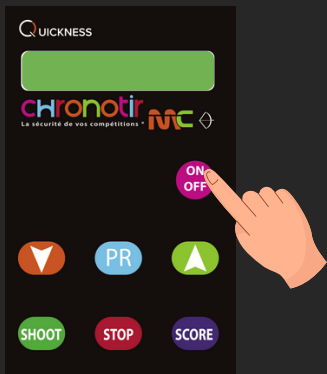 QUICKNESS
chronotir
La sécurité de vos compétitions • MC
ON
OFF
PR
SHOOT STOP SCORE